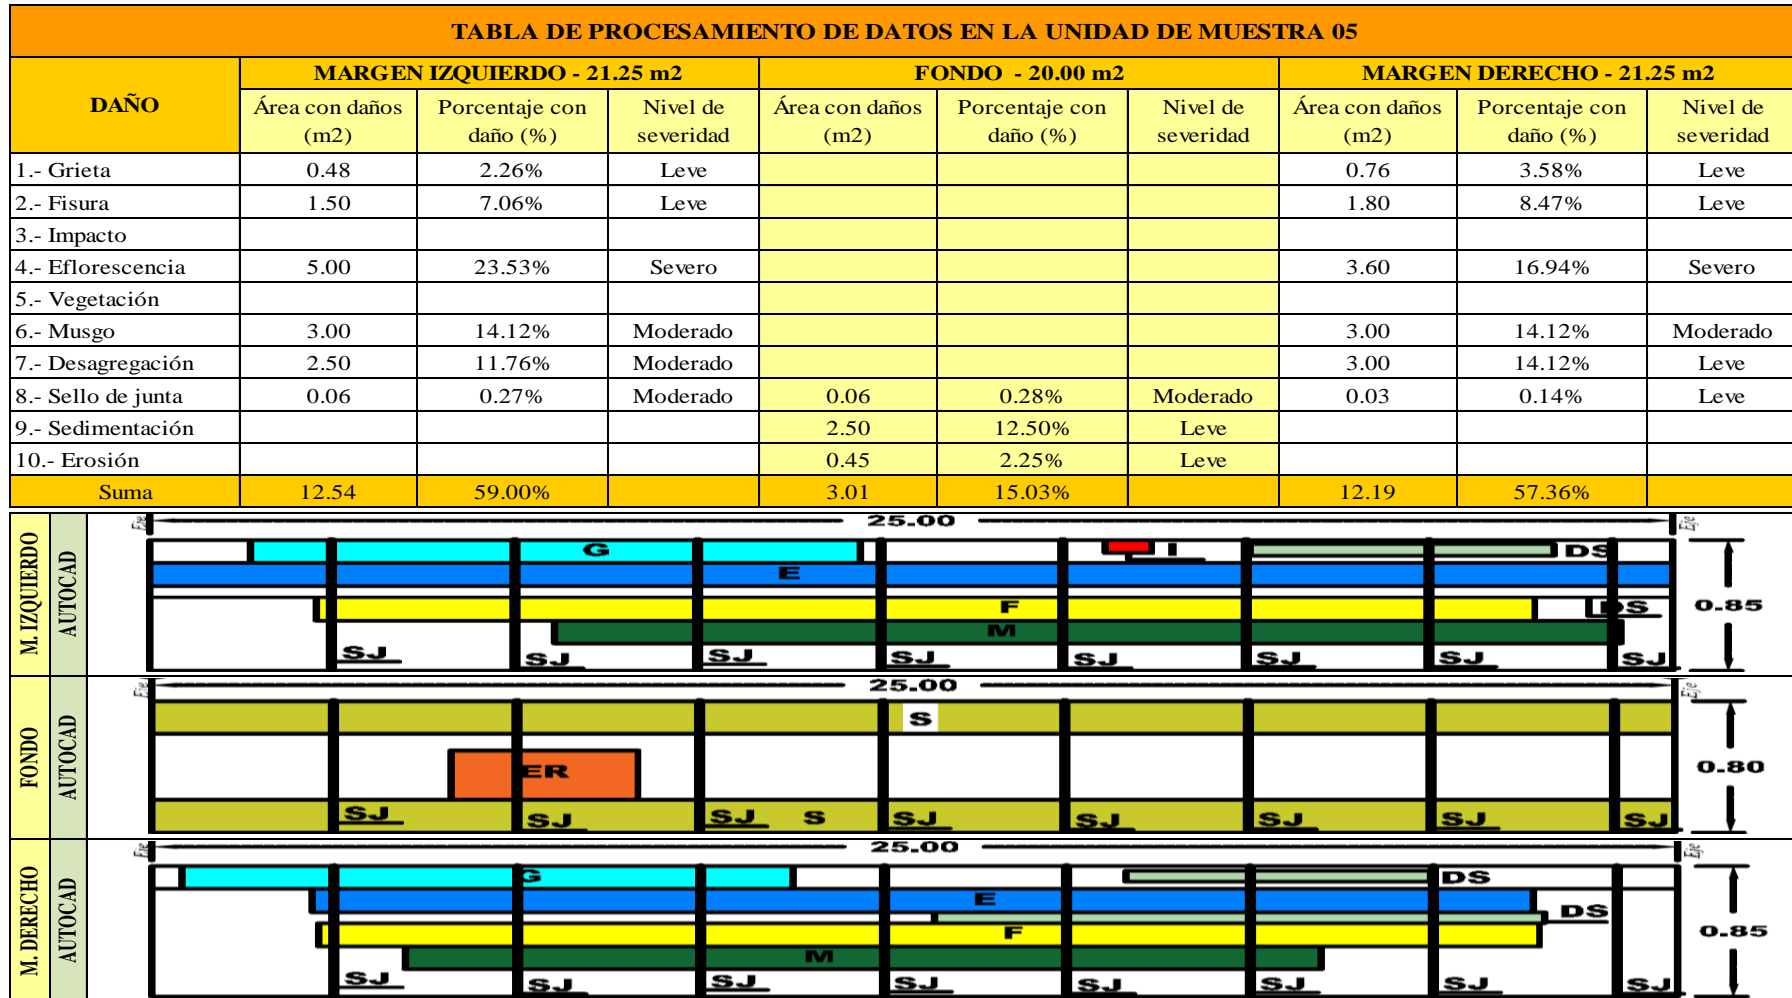 TABLA DE PROCESAMIENTO DE DATOS EN LA UNIDAD DE MUESTRA 05
DAÑO MARGEN IZQUIERDO - 21.25 m2 FONDO - 20.00 m2 MARGEN DERECHO - 21.25 m2
Área con daños (m2) Porcentaje con daño (%) Nivel de severidad Área con daños (m2) Porcentaje con daño (%) Nivel de severidad Área con daños (m2) Porcentaje con daño (%) Nivel de severidad
1.- Grieta 0.48 2.26% Leve 0.76 3.58% Leve
2.- Fisura 1.50 7.06% Leve 1.80 8.47% Leve
3.- Impacto
4.- Eflorescencia 5.00 23.53% Severo 3.60 16.94% Severo
5.- Vegetación
6.- Musgo 3.00 14.12% Moderado 3.00 14.12% Moderado
7.- Desagregación 2.50 11.76% Moderado 3.00 14.12% Leve
8.- Sello de junta 0.06 0.27% Moderado 0.06 0.28% Moderado 0.03 0.14% Leve
9.- Sedimentación 2.50 12.50% Leve
10.- Erosión 0.45 2.25% Leve
Suma 12.54 59.00% 3.01 15.03% 12.19 57.36%
M. IZQUIERDO
AUTOCAD
Eje 25.00 Eje
G I DS
E
F DS 0.85
M
SJ SJ SJ SJ SJ SJ SJ SJ
FONDO
AUTOCAD
Eje 25.00 Eje
S
ER 0.80
SJ SJ SJ S SJ SJ SJ SJ SJ
M. DERECHO
AUTOCAD
Eje 25.00 Eje
G DS
E
DS
F 0.85
M
SJ SJ SJ SJ SJ SJ SJ SJ